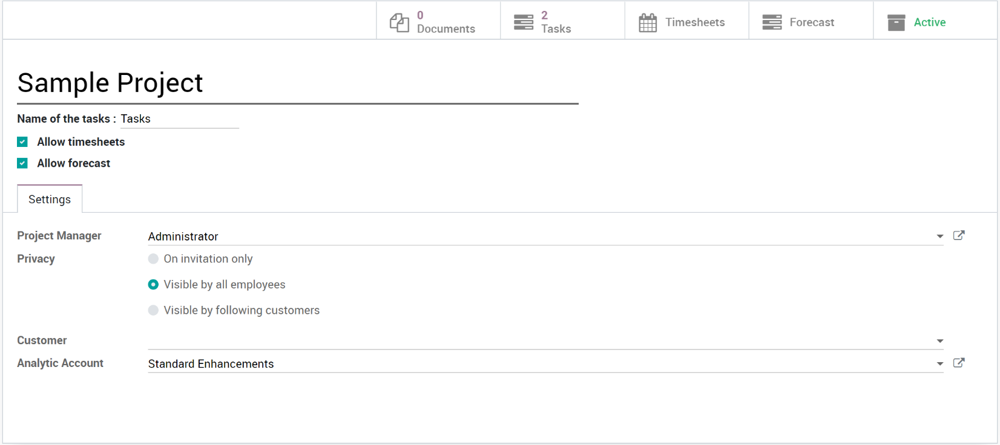 0
Documents
2
Tasks
Timesheets
Forecast
Active
Sample Project
Name of the tasks : Tasks
Allow timesheets
Allow forecast
Settings
Project Manager Administrator
Privacy On invitation only
Visible by all employees
Visible by following customers
Customer
Analytic Account Standard Enhancements